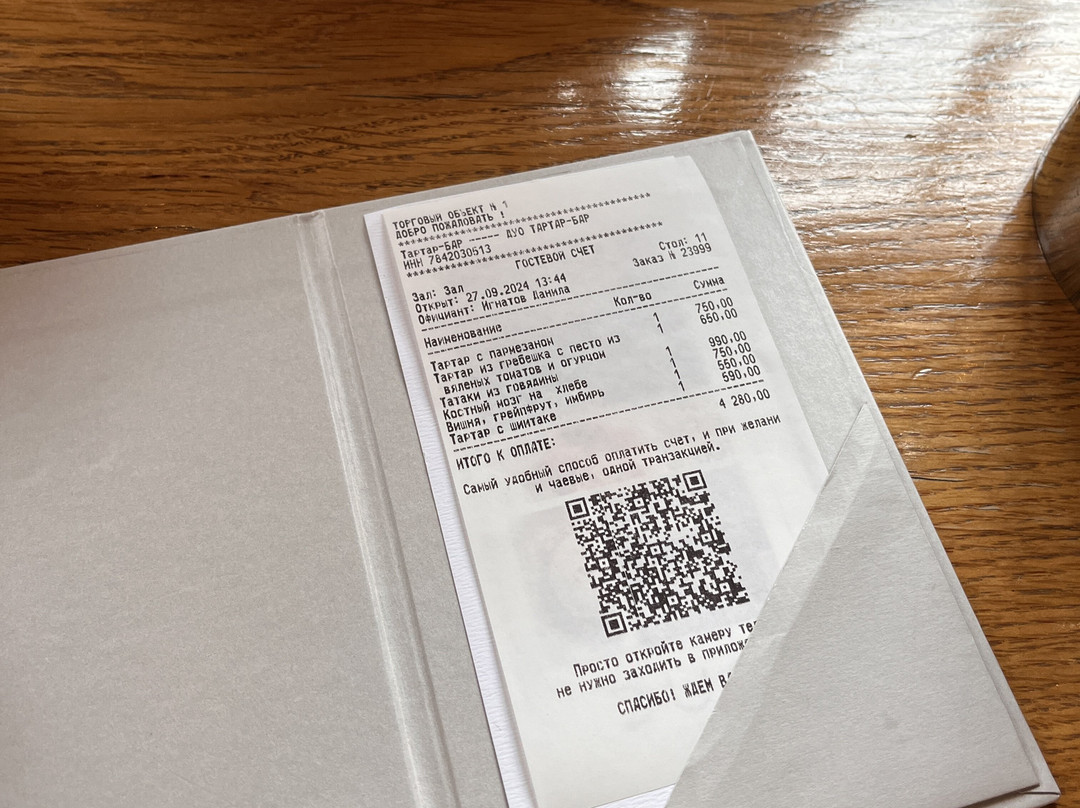 ТОРГОВЫЙ ОБЪЕКТ № 1
ДОБРО ПОЖАЛОВАТЬ !
****************************************
Тартар-БАР ------ ДУО ТАРТАР-БАР
ИНН 7842030513
****************************************
ГОСТЕВОЙ СЧЕТ
Зал: Зал Стол: 11
Открыт: 27.09.2024 13:44 Заказ № 23999
Официант: Игнатов Данила
Наименование Кол-во Сумма
Тартар с пармезаном 1 750,00
Тартар из гребешка с песто из 1 650,00
вяленых томатов и огурцом
Татаки из говядины 1 990,00
Костный мозг на хлебе 1 750,00
Вишня, грейпфрут, имбирь 1 550,00
Тартар с шиитаке 1 590,00
ИТОГО К ОПЛАТЕ: 4 280,00
Самый удобный способ оплатить счет, и при желани
и чаевые, одной транзакцией.
Просто откройте камеру те
не нужно заходить в прилож
СПАСИБО! ЖДЕМ ВА